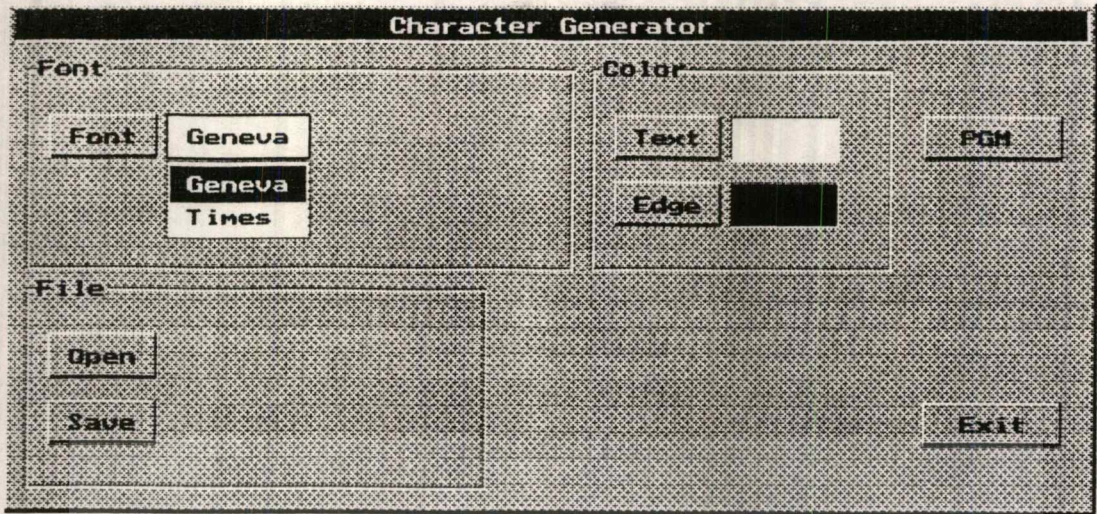 Character Generator
Font
Color
Font Geneva
Text
PGM
Geneva
Times
Edge
File
Open
Save
Exit